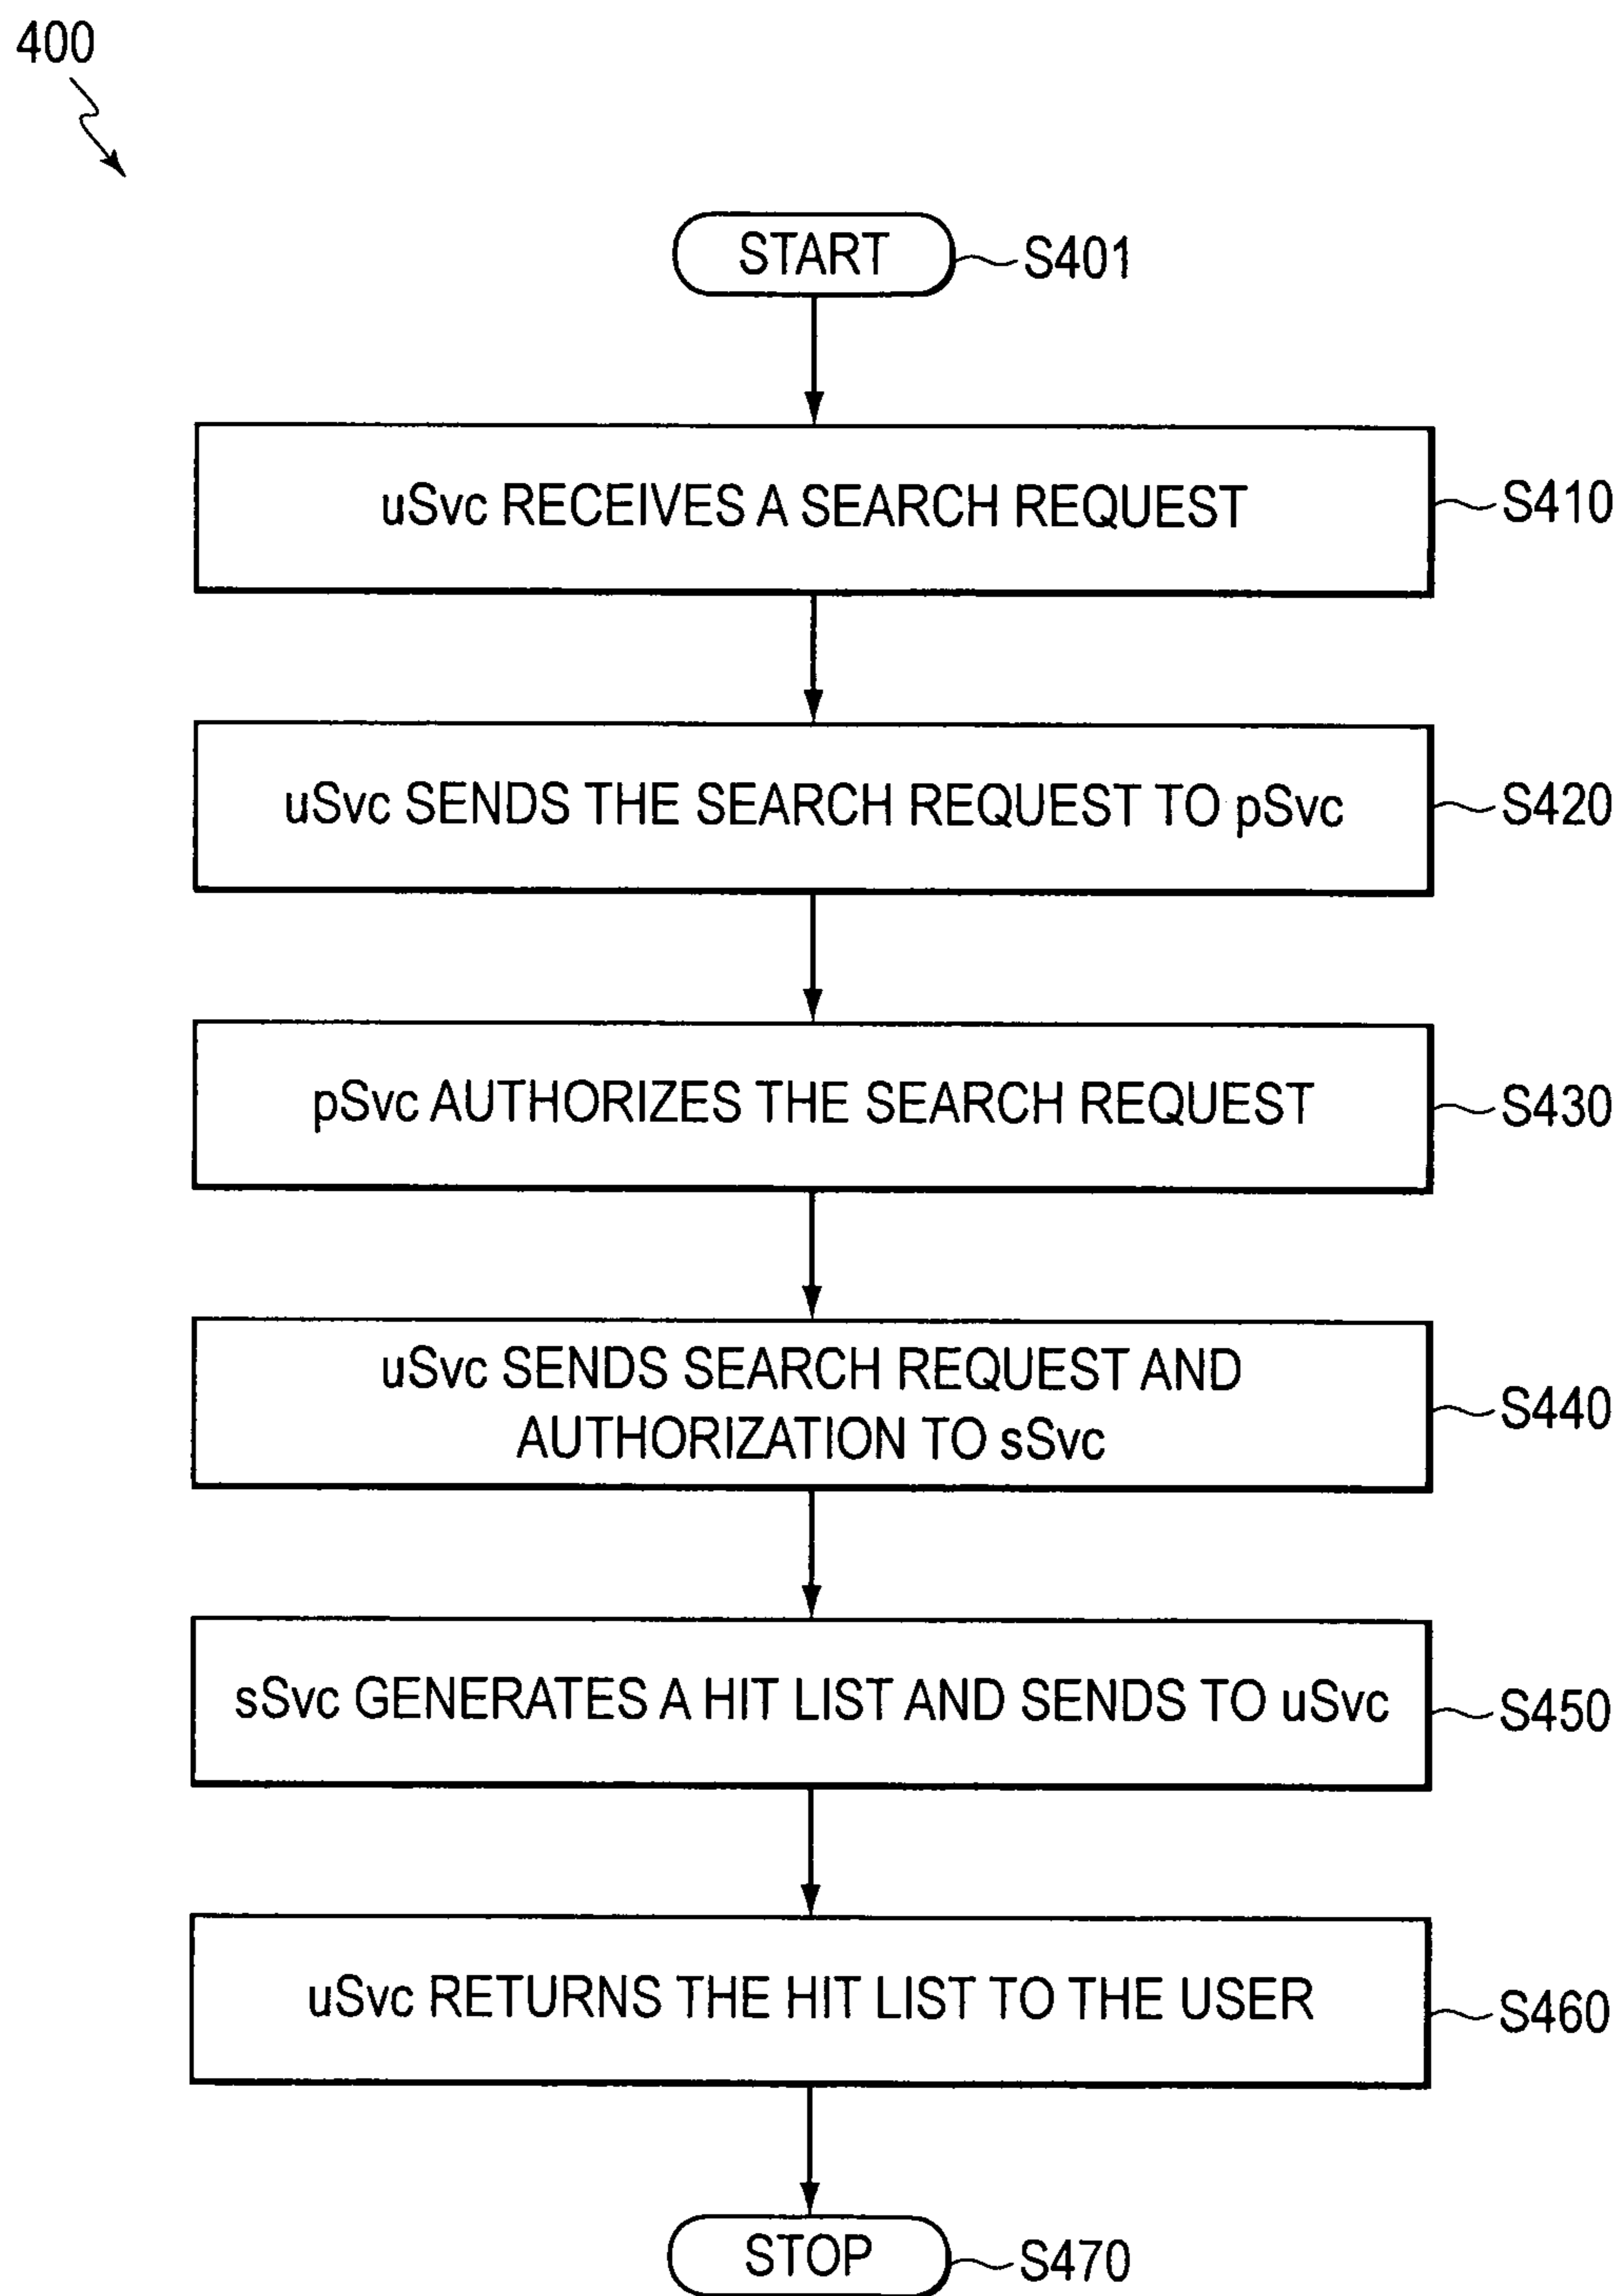 400
START
S401
uSvc RECEIVES A SEARCH REQUEST
S410
uSvc SENDS THE SEARCH REQUEST TO pSvc
S420
pSvc AUTHORIZES THE SEARCH REQUEST
S430
uSvc SENDS SEARCH REQUEST AND
AUTHORIZATION TO sSvc
S440
sSvc GENERATES A HIT LIST AND SENDS TO uSvc
S450
uSvc RETURNS THE HIT LIST TO THE USER
S460
STOP
S470